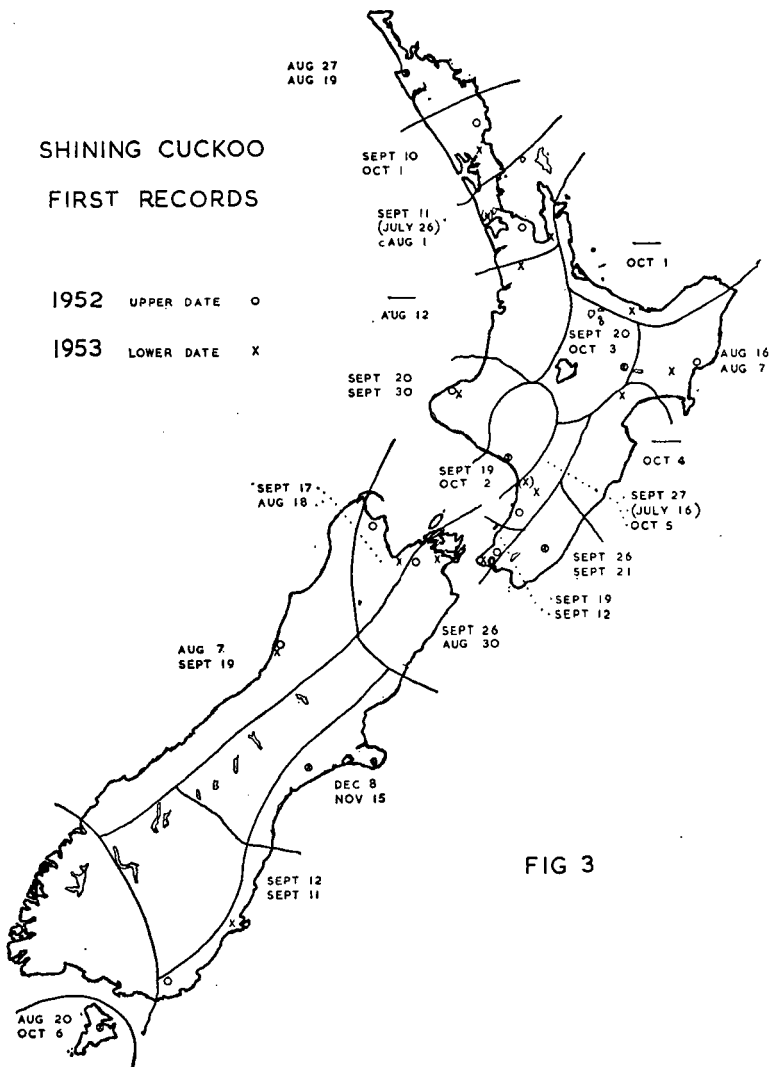 AUG 27
AUG 19
SHINING CUCKOO
FIRST RECORDS
SEPT 10
OCT 1
SEPT 11
(JULY 26)
cAUG 1
OCT 1
1952 UPPER DATE o
1953 LOWER DATE x
AUG 12
SEPT 20
OCT 3
AUG 16
AUG 7
SEPT 20
SEPT 30
OCT 4
SEPT 19
OCT 2
SEPT 17
AUG 18
SEPT 27
(JULY 16)
OCT 5
SEPT 26
SEPT 21
SEPT 19
SEPT 12
SEPT 26
AUG 30
AUG 7
SEPT 19
DEC 8
NOV 15
FIG 3
SEPT 12
SEPT 11
AUG 20
OCT 6